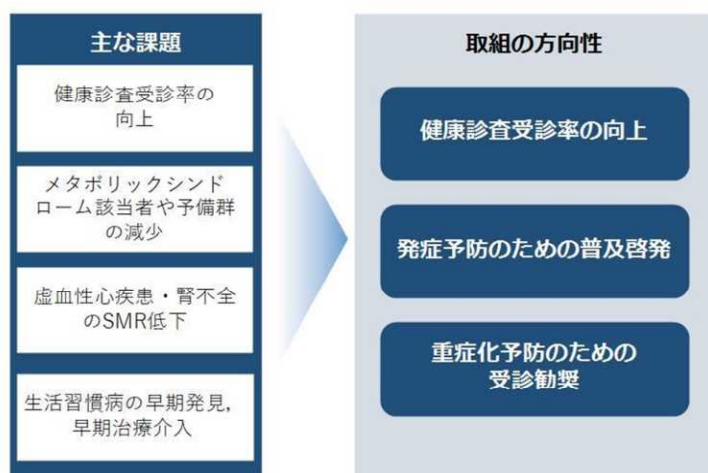 主な課題
健康診査受診率の
向上
メタボリックシンド
ローム該当者や予備群
の減少
虚血性心疾患・腎不全
のSMR低下
生活習慣病の早期発見,
早期治療介入
取組の方向性
健康診査受診率の向上
発症予防のための普及啓発
重症化予防のための
受診勧奨